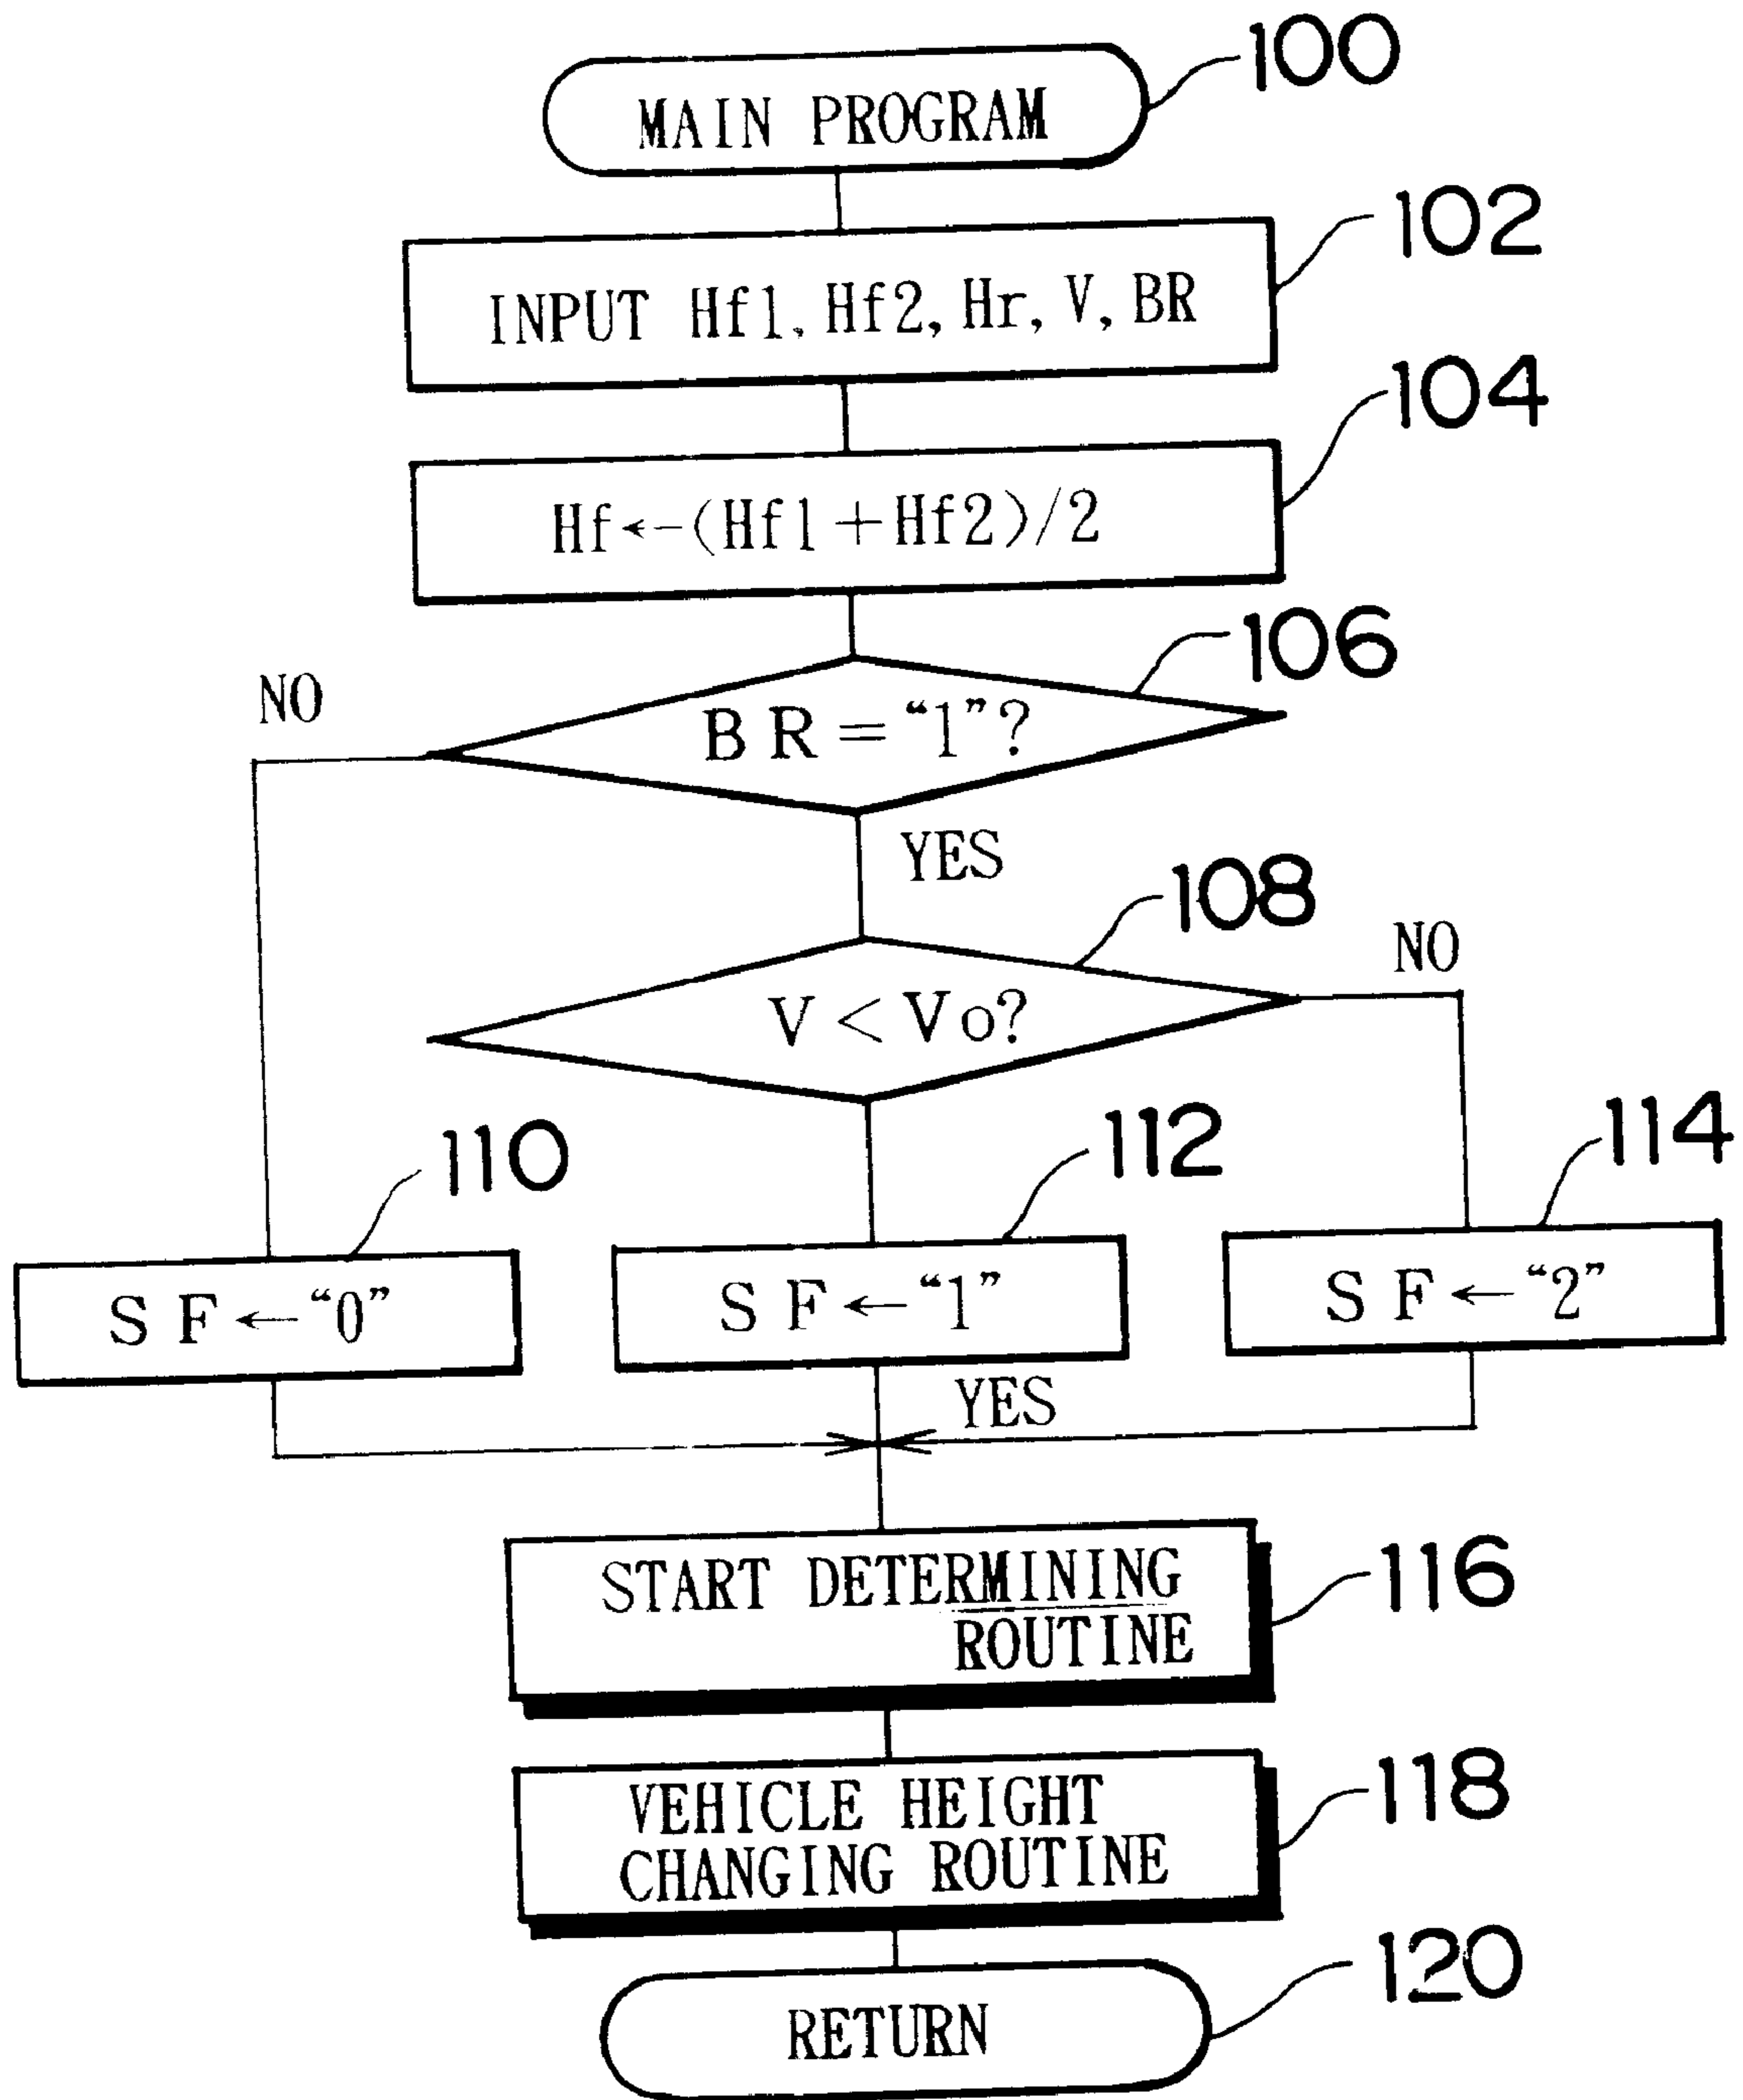 100
MAIN PROGRAM
102
INPUT Hf1, Hf2, Hr, V, BR
104
Hf←(Hf1+Hf2)/2
106
NO
BR="1"?
YES
108
NO
V<Vo?
110
112
114
SF←"0"
SF←"1"
SF←"2"
YES
START DETERMINING
ROUTINE
116
VEHICLE HEIGHT
CHANGING ROUTINE
118
120
RETURN